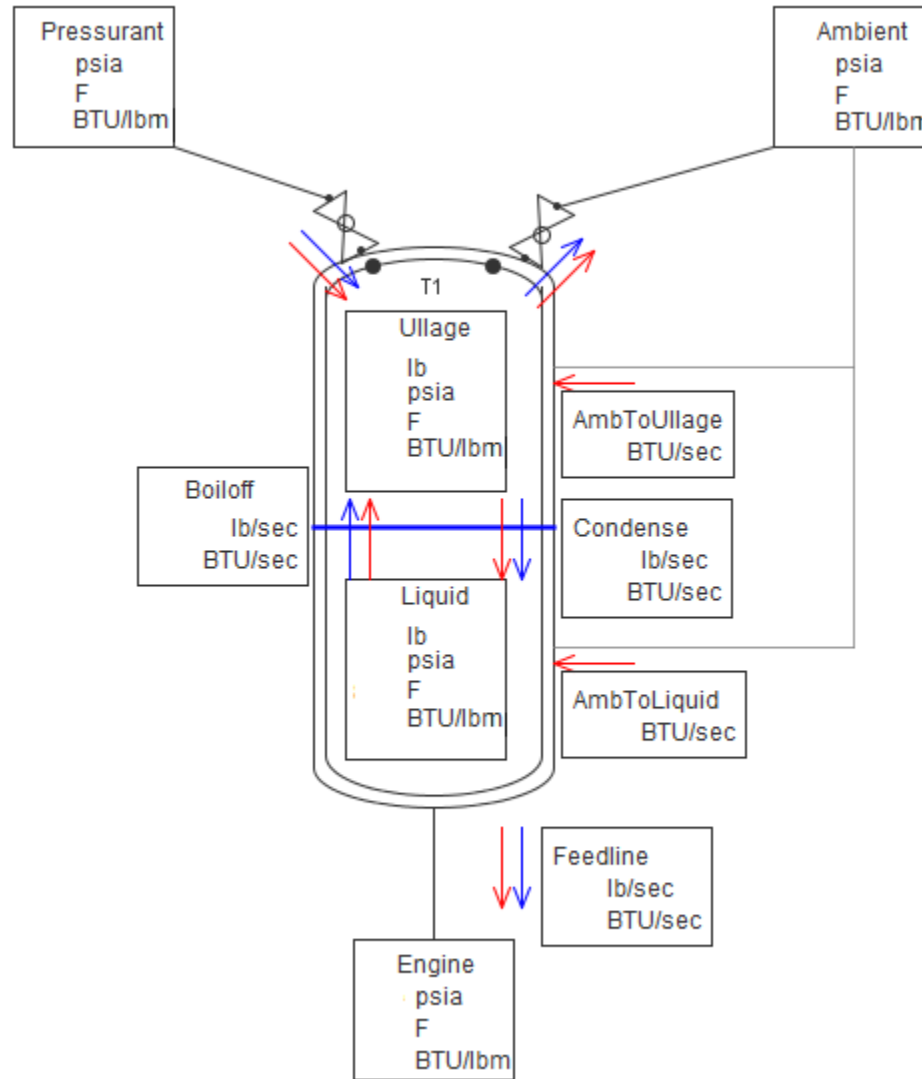 Pressurant
psia
F
BTU/lbm
Ambient
psia
F
BTU/lbm
T1
Ullage
lb
psia
F
BTU/lbm
AmbToUllage
BTU/sec
Boiloff
lb/sec
BTU/sec
Condense
lb/sec
BTU/sec
Liquid
lb
psia
F
BTU/lbm
AmbToLiquid
BTU/sec
Feedline
lb/sec
BTU/sec
Engine
psia
F
BTU/lbm